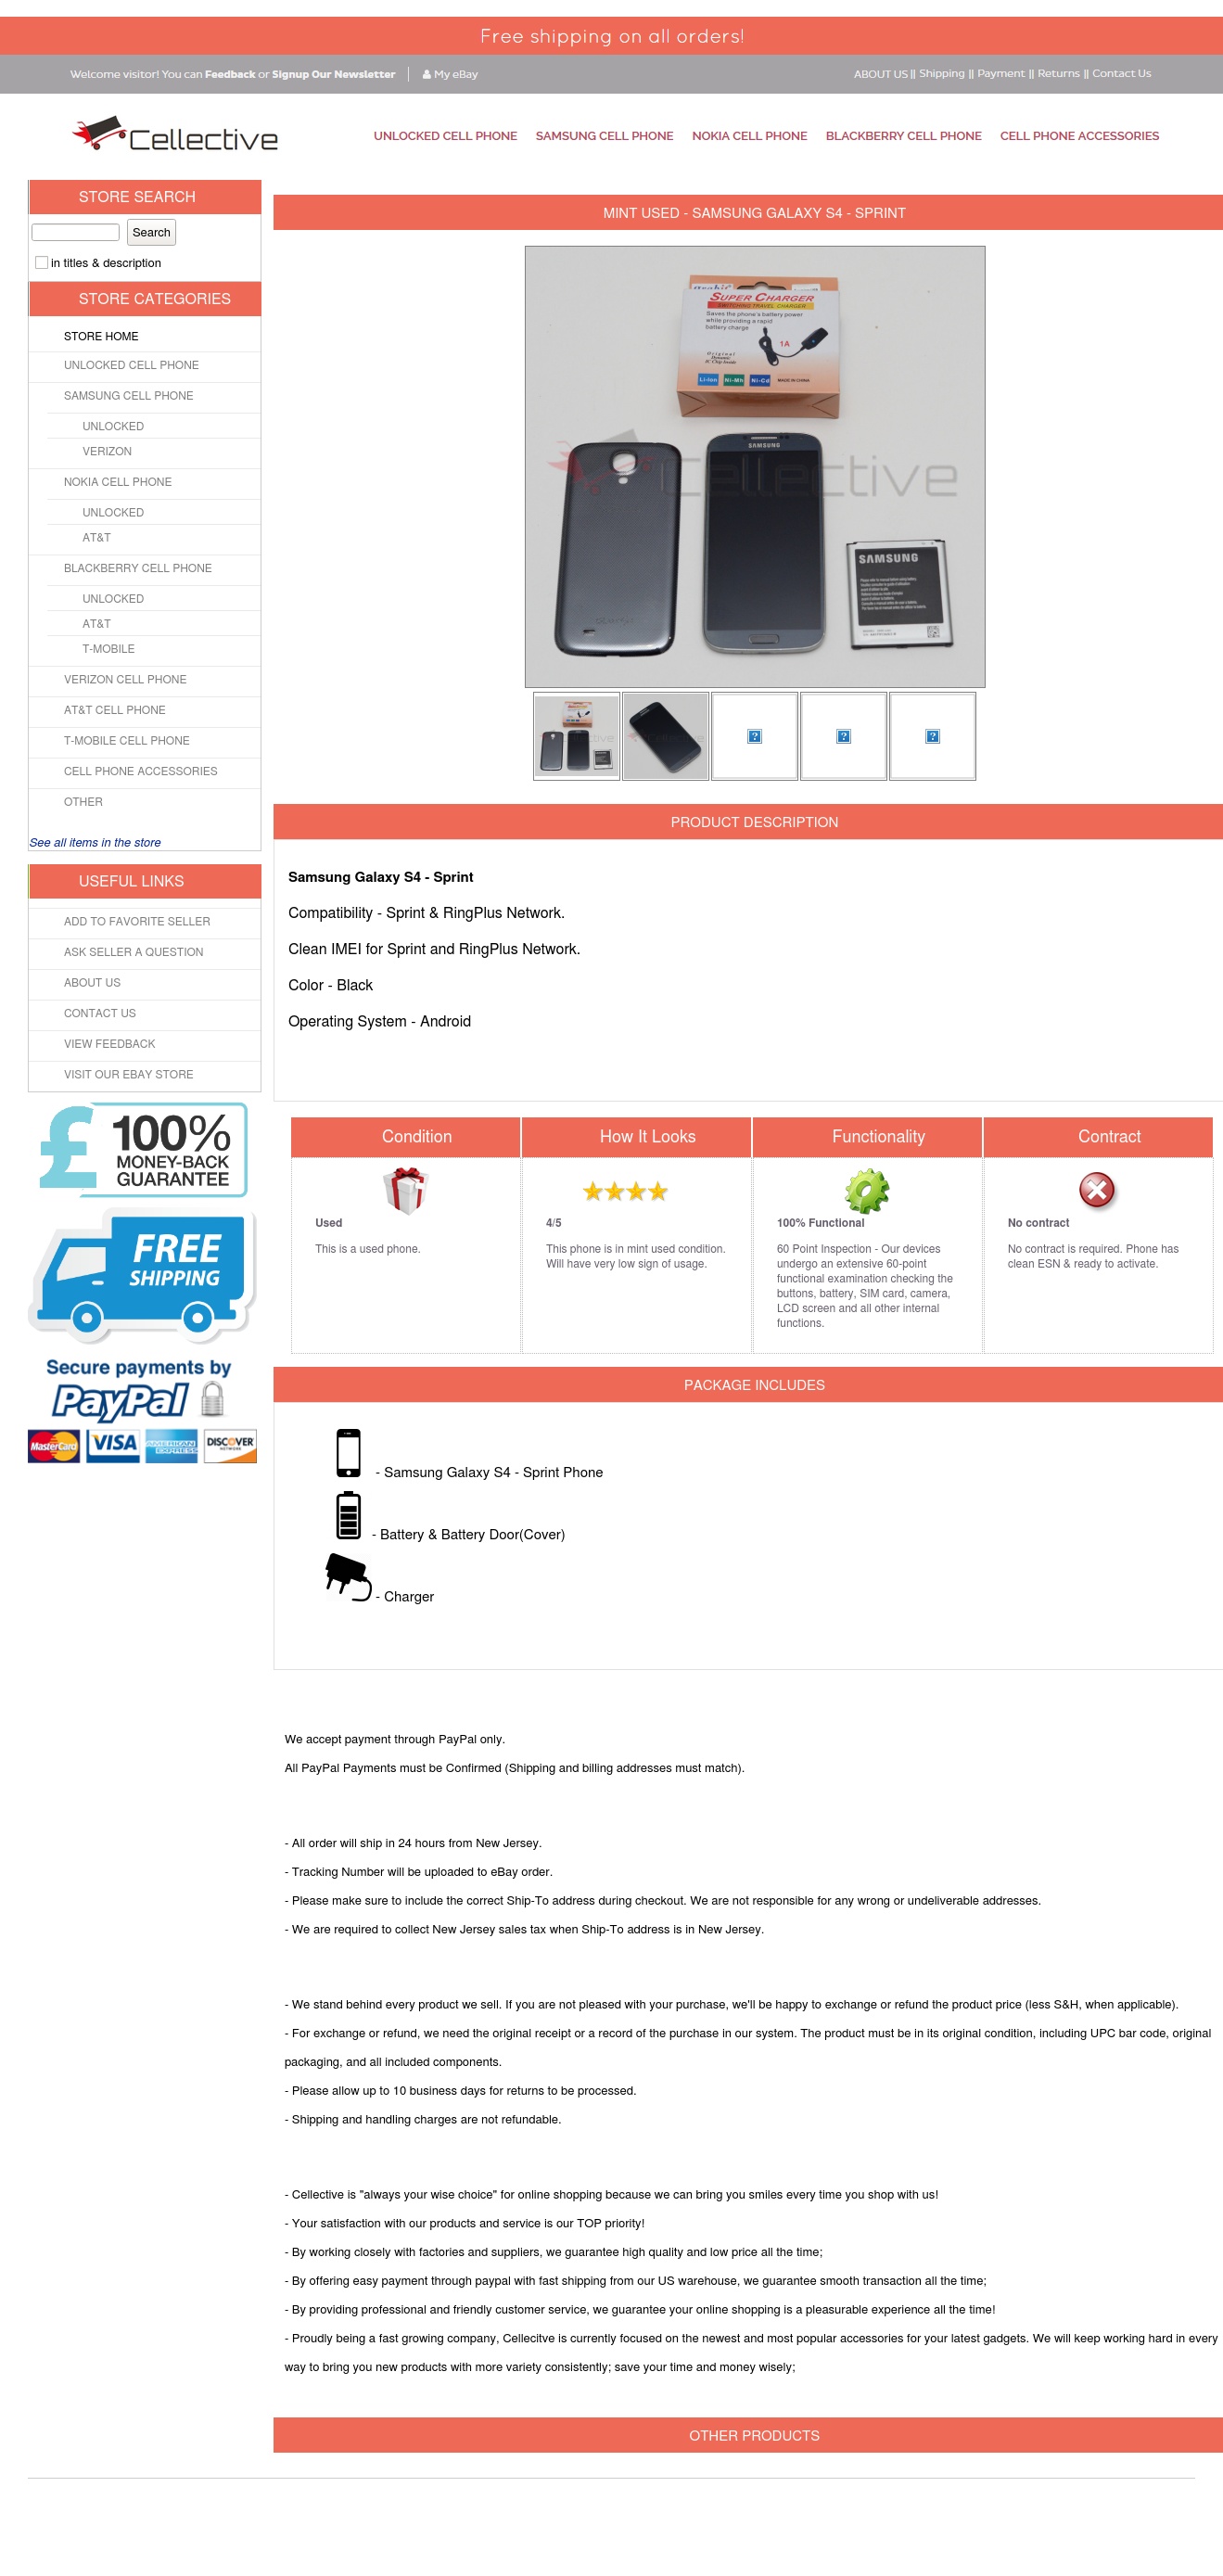 Free shipping on all orders!
Welcome visitor! You can Feedback or Signup Our Newsletter
My eBay
ABOUT US || Shipping || Payment || Returns || Contact Us
Cellective
UNLOCKED CELL PHONE
SAMSUNG CELL PHONE
NOKIA CELL PHONE
BLACKBERRY CELL PHONE
CELL PHONE ACCESSORIES
STORE SEARCH
Search
in titles & description
STORE CATEGORIES
STORE HOME
UNLOCKED CELL PHONE
SAMSUNG CELL PHONE
UNLOCKED
VERIZON
NOKIA CELL PHONE
UNLOCKED
AT&T
BLACKBERRY CELL PHONE
UNLOCKED
AT&T
T-MOBILE
VERIZON CELL PHONE
AT&T CELL PHONE
T-MOBILE CELL PHONE
CELL PHONE ACCESSORIES
OTHER
See all items in the store
USEFUL LINKS
ADD TO FAVORITE SELLER
ASK SELLER A QUESTION
ABOUT US
CONTACT US
VIEW FEEDBACK
VISIT OUR EBAY STORE
£ 100%
MONEY-BACK
GUARANTEE
FREE
SHIPPING
Secure payments by
PayPal
MasterCard
VISA
AMERICAN EXPRESS
DISCOVER
NETWORK
MINT USED - SAMSUNG GALAXY S4 - SPRINT
SUPER CHARGER
SWITCHING TRAVEL CHARGER
Saves the phone's battery power
while providing a rapid
battery charge
1A
Original
Li-Ion
Ni-Mh
Ni-Cd
MADE IN CHINA
SAMSUNG
Cellective
SAMSUNG
PRODUCT DESCRIPTION
Samsung Galaxy S4 - Sprint
Compatibility - Sprint & RingPlus Network.
Clean IMEI for Sprint and RingPlus Network.
Color - Black
Operating System - Android
Condition
Used
This is a used phone.
How It Looks
4/5
This phone is in mint used condition.
Will have very low sign of usage.
Functionality
100% Functional
60 Point Inspection - Our devices
undergo an extensive 60-point
functional examination checking the
buttons, battery, SIM card, camera,
LCD screen and all other internal
functions.
Contract
No contract
No contract is required. Phone has
clean ESN & ready to activate.
PACKAGE INCLUDES
- Samsung Galaxy S4 - Sprint Phone
- Battery & Battery Door(Cover)
- Charger
We accept payment through PayPal only.
All PayPal Payments must be Confirmed (Shipping and billing addresses must match).
- All order will ship in 24 hours from New Jersey.
- Tracking Number will be uploaded to eBay order.
- Please make sure to include the correct Ship-To address during checkout. We are not responsible for any wrong or undeliverable addresses.
- We are required to collect New Jersey sales tax when Ship-To address is in New Jersey.
- We stand behind every product we sell. If you are not pleased with your purchase, we'll be happy to exchange or refund the product price (less S&H, when applicable).
- For exchange or refund, we need the original receipt or a record of the purchase in our system. The product must be in its original condition, including UPC bar code, original
packaging, and all included components.
- Please allow up to 10 business days for returns to be processed.
- Shipping and handling charges are not refundable.
- Cellective is "always your wise choice" for online shopping because we can bring you smiles every time you shop with us!
- Your satisfaction with our products and service is our TOP priority!
- By working closely with factories and suppliers, we guarantee high quality and low price all the time;
- By offering easy payment through paypal with fast shipping from our US warehouse, we guarantee smooth transaction all the time;
- By providing professional and friendly customer service, we guarantee your online shopping is a pleasurable experience all the time!
- Proudly being a fast growing company, Cellecitve is currently focused on the newest and most popular accessories for your latest gadgets. We will keep working hard in every
way to bring you new products with more variety consistently; save your time and money wisely;
OTHER PRODUCTS